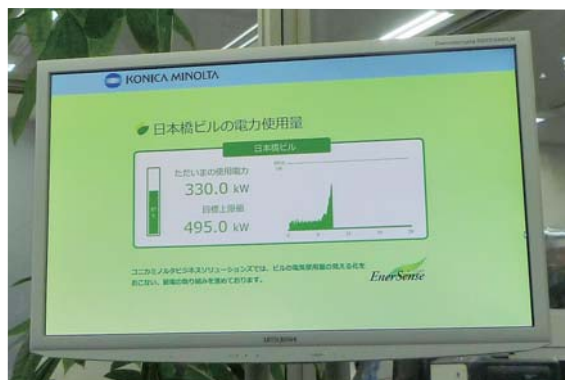 KONICA MINOLTA
日本橋ビルの電力使用量
日本橋ビル
ただいまの使用電力
330.0 kW
目標上限値
495.0 kW
コニカミノルタビジネスソリューションズでは、ビルの電気使用量の見える化を
おこない、節電の取り組みを進めております。
EnerSense
MITSUBISHI